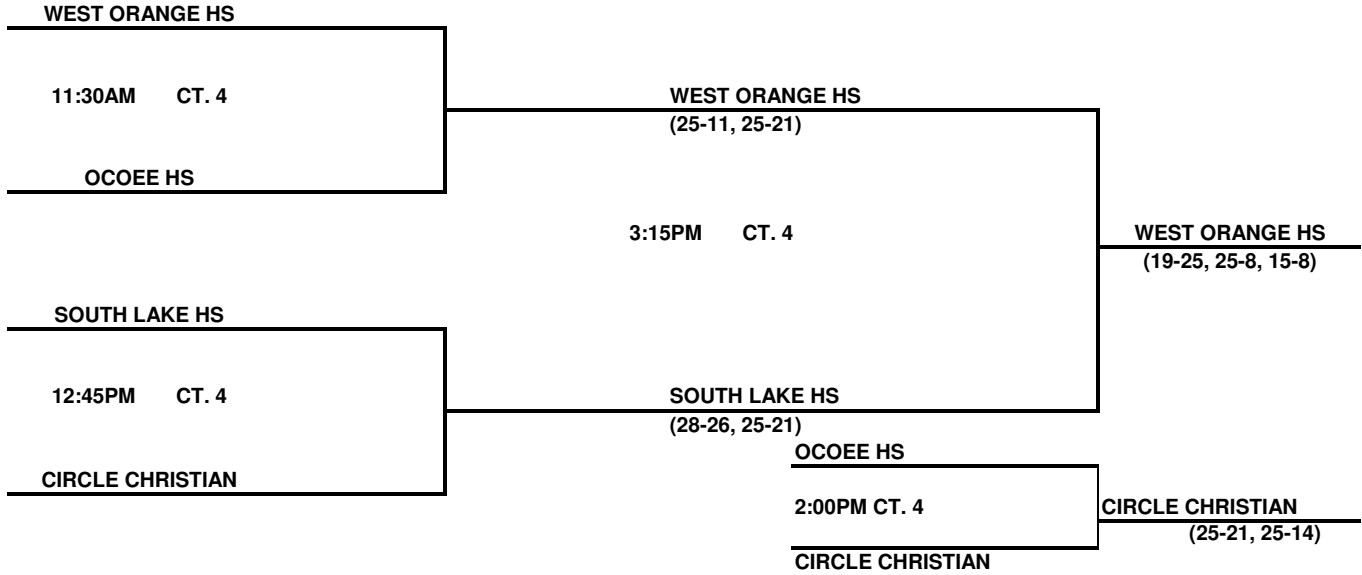 WEST ORANGE HS
11:30AM CT. 4
WEST ORANGE HS
(25-11, 25-21)
OCOEE HS
3:15PM CT. 4
WEST ORANGE HS
(19-25, 25-8, 15-8)
SOUTH LAKE HS
12:45PM CT. 4
SOUTH LAKE HS
(28-26, 25-21)
OCOEE HS
CIRCLE CHRISTIAN
2:00PM CT. 4
CIRCLE CHRISTIAN
(25-21, 25-14)
CIRCLE CHRISTIAN